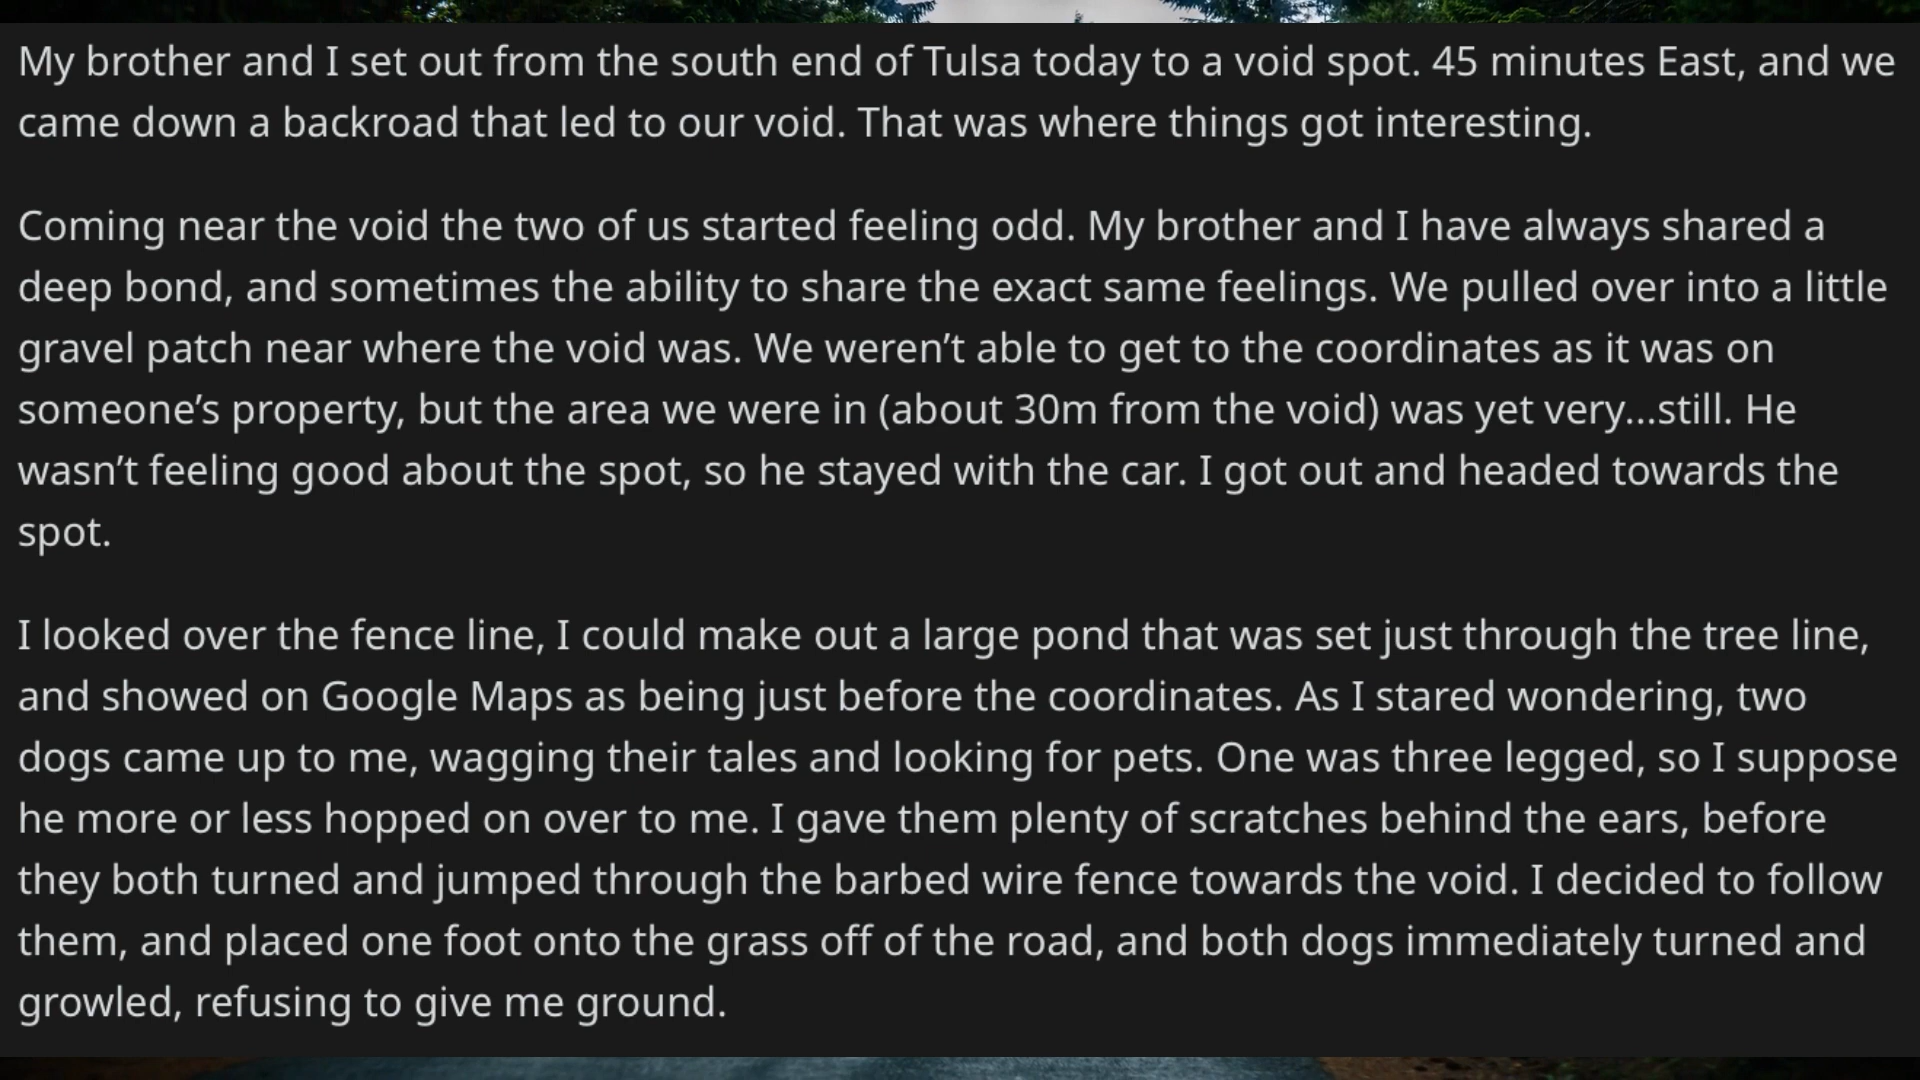 My brother and I set out from the south end of Tulsa today to a void spot. 45 minutes East, and we
came down a backroad that led to our void. That was where things got interesting.
Coming near the void the two of us started feeling odd. My brother and I have always shared a
deep bond, and sometimes the ability to share the exact same feelings. We pulled over into a little
gravel patch near where the void was. We weren’t able to get to the coordinates as it was on
someone’s property, but the area we were in (about 30m from the void) was yet very...still. He
wasn’t feeling good about the spot, so he stayed with the car. I got out and headed towards the
spot.
I looked over the fence line, I could make out a large pond that was set just through the tree line,
and showed on Google Maps as being just before the coordinates. As I stared wondering, two
dogs came up to me, wagging their tales and looking for pets. One was three legged, so I suppose
he more or less hopped on over to me. I gave them plenty of scratches behind the ears, before
they both turned and jumped through the barbed wire fence towards the void. I decided to follow
them, and placed one foot onto the grass off of the road, and both dogs immediately turned and
growled, refusing to give me ground.